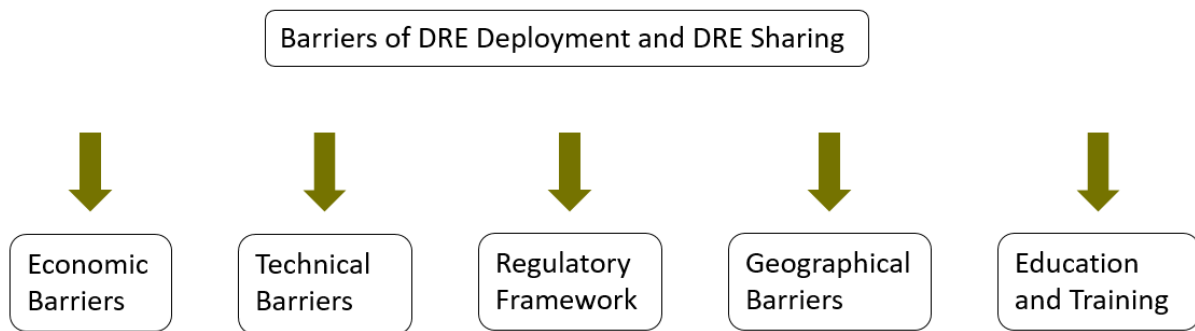 Barriers of DRE Deployment and DRE Sharing
Economic
Barriers
Technical
Barriers
Regulatory
Framework
Geographical
Barriers
Education
and Training